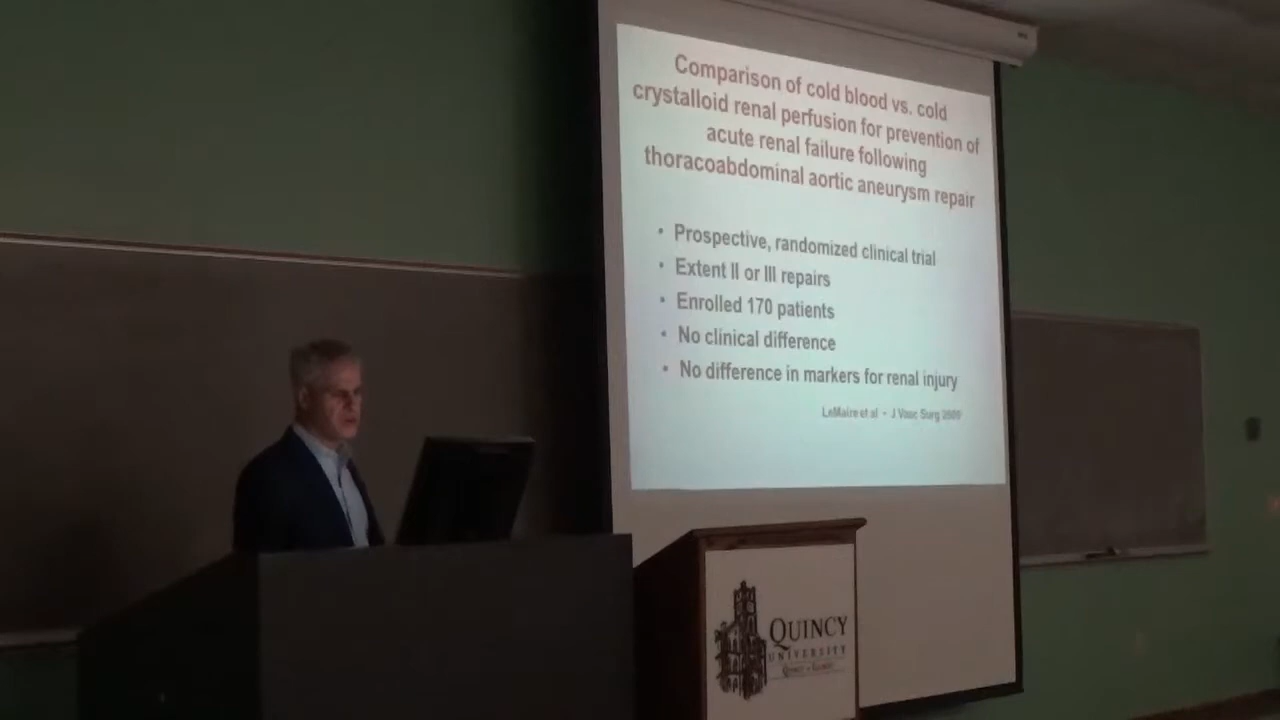 Comparison of cold blood vs. cold
crystalloid renal perfusion for prevention of
acute renal failure following
thoracoabdominal aortic aneurysm repair
• Prospective, randomized clinical trial
• Extent II or III repairs
• Enrolled 170 patients
• No clinical difference
• No difference in markers for renal injury
LeMaire et al • J Vasc Surg
QUINCY
UNIVERSITY